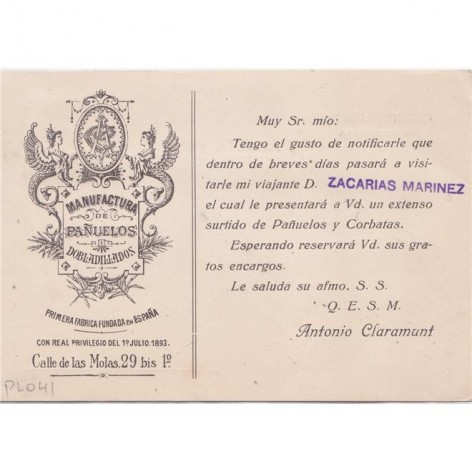 MANUFACTURA
DE
PAÑUELOS
DOBLADILLADOS
PRIMERA FABRICA FUNDADA en ESPAÑA
CON REAL PRIVILEGIO DEL 1º JULIO.1893.
Calle de las Molas, 29 bis 1º
PL041
Muy Sr. mío:
Tengo el gusto de notificarle que
dentro de breves días pasará a visi-
tarle mi viajante D. ZACARIAS MARINEZ
el cual le presentará a Vd. un extenso
surtido de Pañuelos y Corbatas.
Esperando reservará Vd. sus gra-
tos encargos.
Le saluda su afmo. S. S.
Q. E. S. M.
Antonio Claramunt